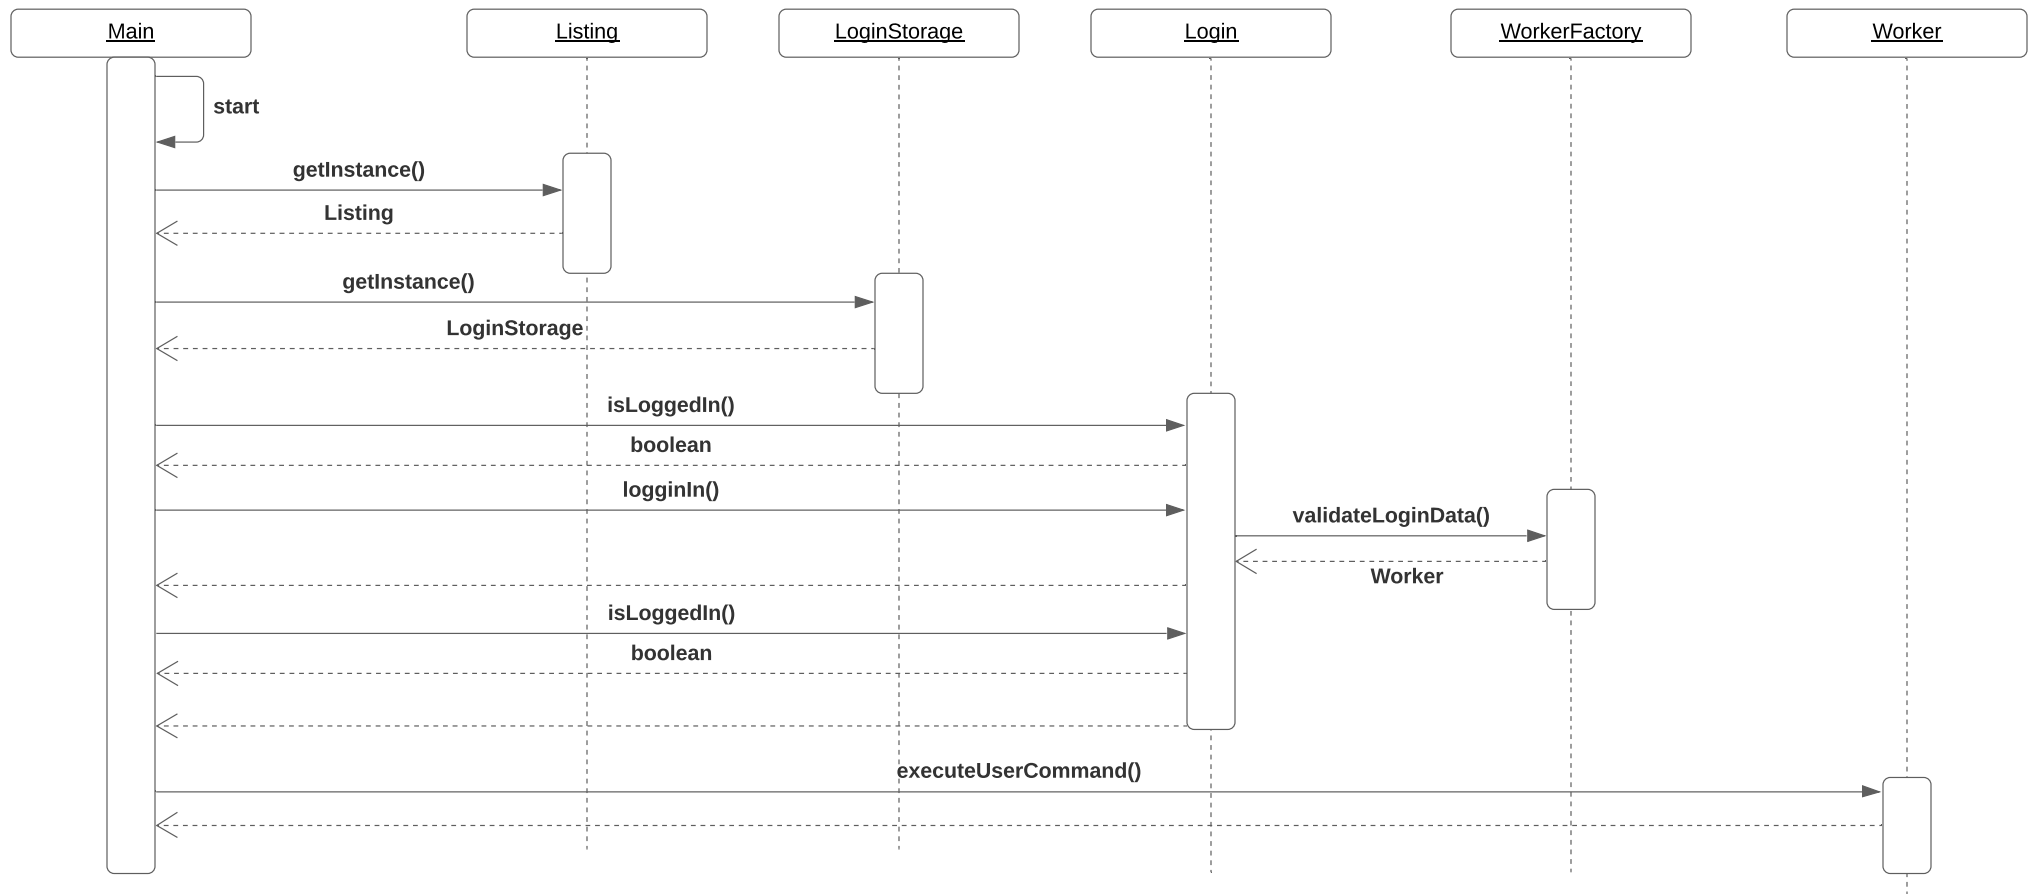 Main
Listing
LoginStorage
Login
WorkerFactory
Worker
start
getInstance()
Listing
getInstance()
LoginStorage
isLoggedIn()
boolean
logginIn()
validateLoginData()
Worker
isLoggedIn()
boolean
executeUserCommand()